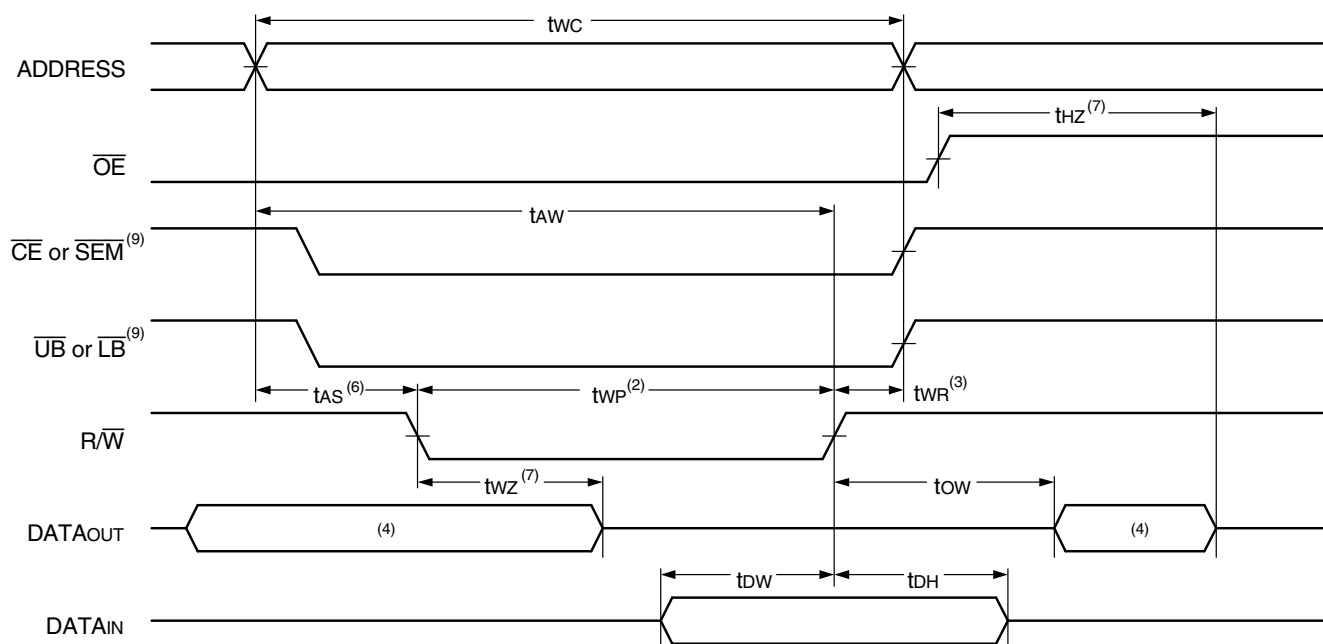 tWC
ADDRESS
tHZ(7)
OE
tAW
CE or SEM(9)
UB or LB(9)
tAS(6)
tWP(2)
tWR(3)
R/W
tWZ(7)
tOW
DATAOUT
(4)
(4)
tDW
tDH
DATAIN